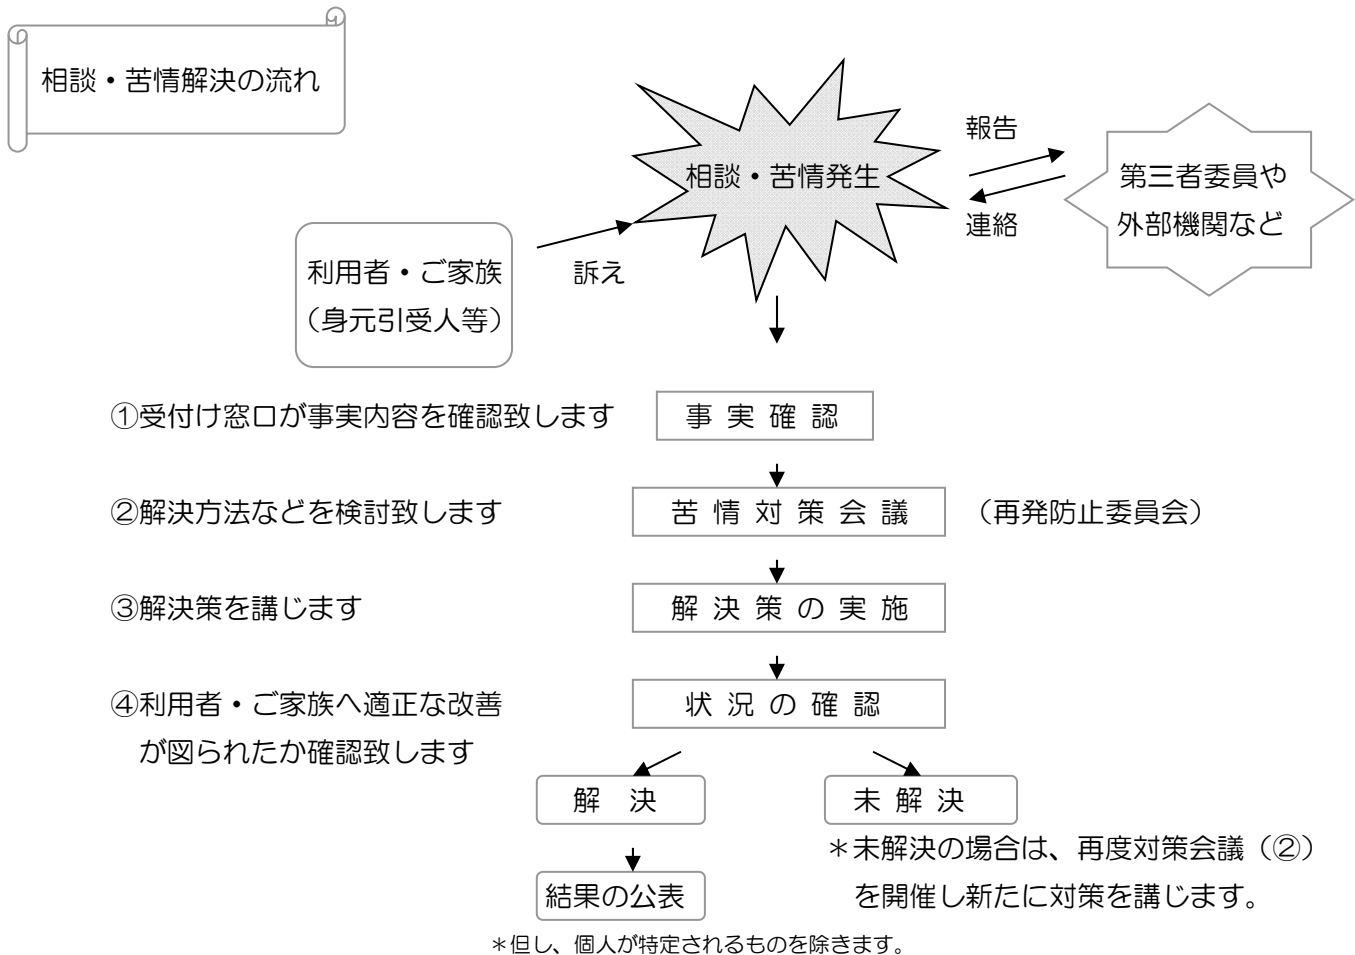 相談・苦情解決の流れ
報告
相談・苦情発生
第三者委員や
外部機関など
連絡
利用者・ご家族
（身元引受人等）
訴え
①受付け窓口が事実内容を確認致します
事実確認
②解決方法などを検討致します
苦情対策会議
（再発防止委員会）
③解決策を講じます
解決策の実施
④利用者・ご家族へ適正な改善
が図られたか確認致します
状況の確認
解　決
未解決
＊未解決の場合は、再度対策会議（②）
を開催し新たに対策を講じます。
結果の公表
＊但し、個人が特定されるものを除きます。